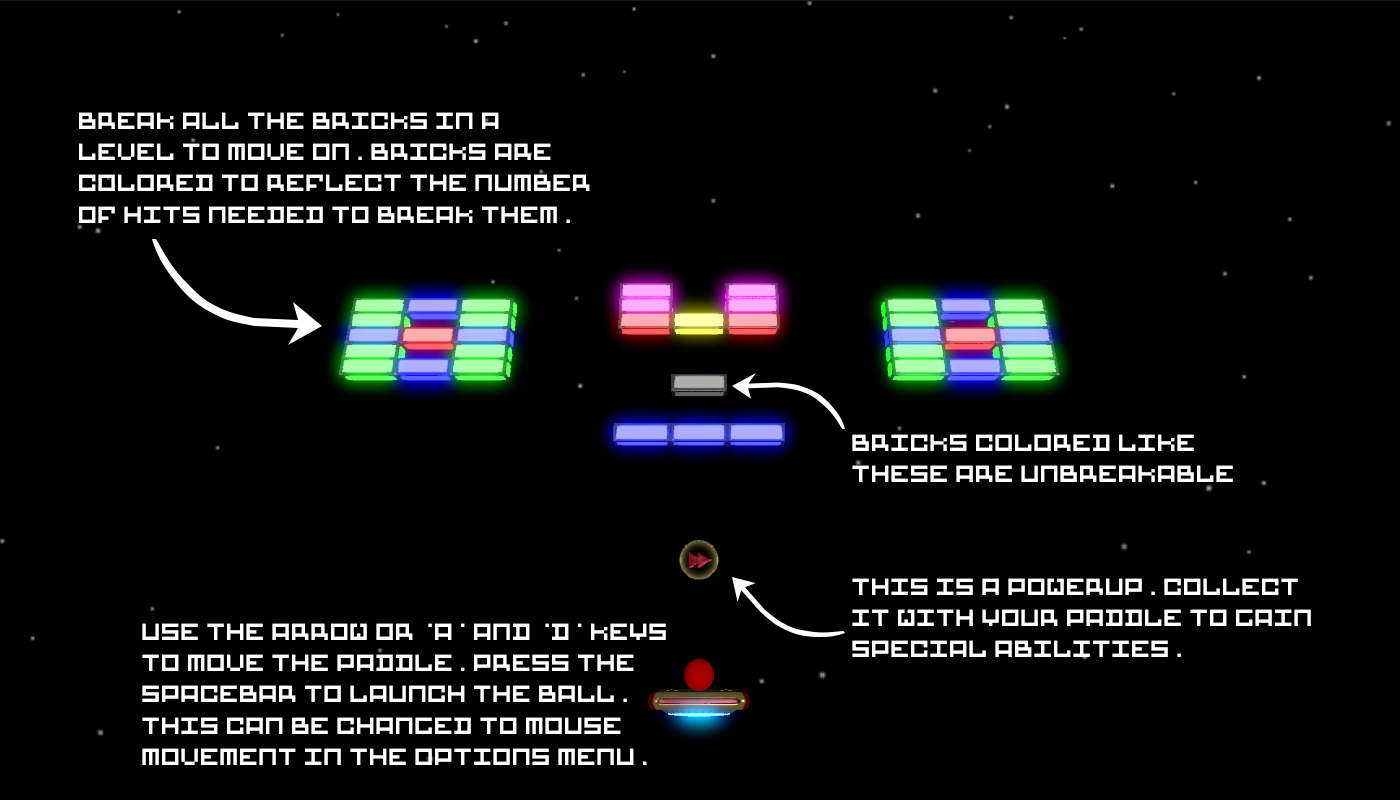 BREAK ALL THE BRICKS IN A
LEVEL TO MOVE ON. BRICKS ARE
COLORED TO REFLECT THE NUMBER
OF HITS NEEDED TO BREAK THEM.
BRICKS COLORED LIKE
THESE ARE UNBREAKABLE
THIS IS A POWERUP. COLLECT
IT WITH YOUR PADDLE TO GAIN
SPECIAL ABILITIES.
USE THE ARROW OR 'A' AND 'D' KEYS
TO MOVE THE PADDLE. PRESS THE
SPACEBAR TO LAUNCH THE BALL.
THIS CAN BE CHANGED TO MOUSE
MOVEMENT IN THE OPTIONS MENU.